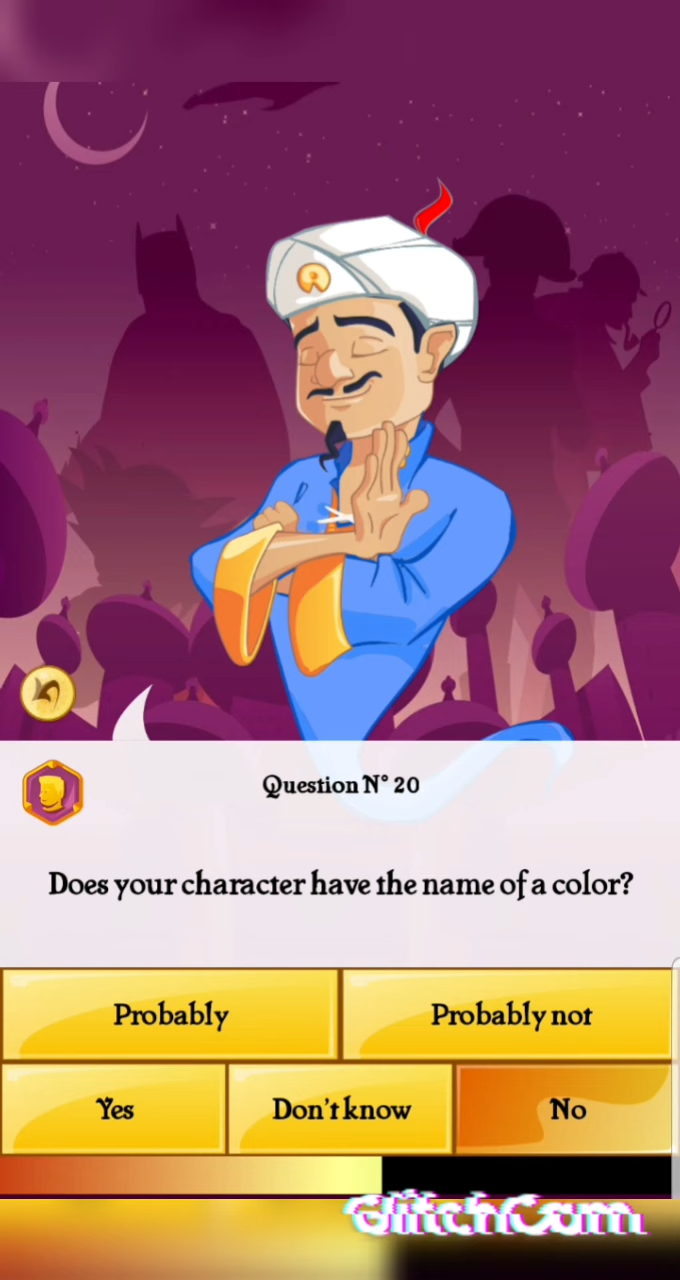 Question N° 20
Does your character have the name of a color?
Probably
Probably not
Yes
Don't know
No
GlitchCam